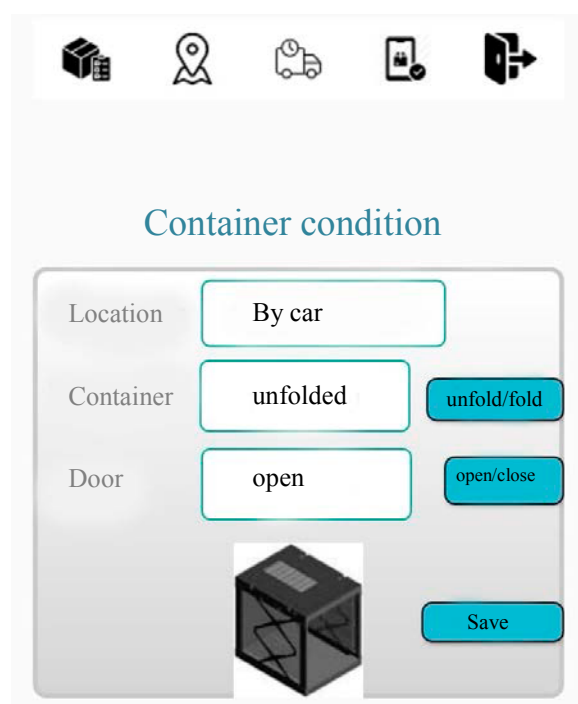 Container condition
Location By car
Container unfolded unfold/fold
Door open open/close
Save